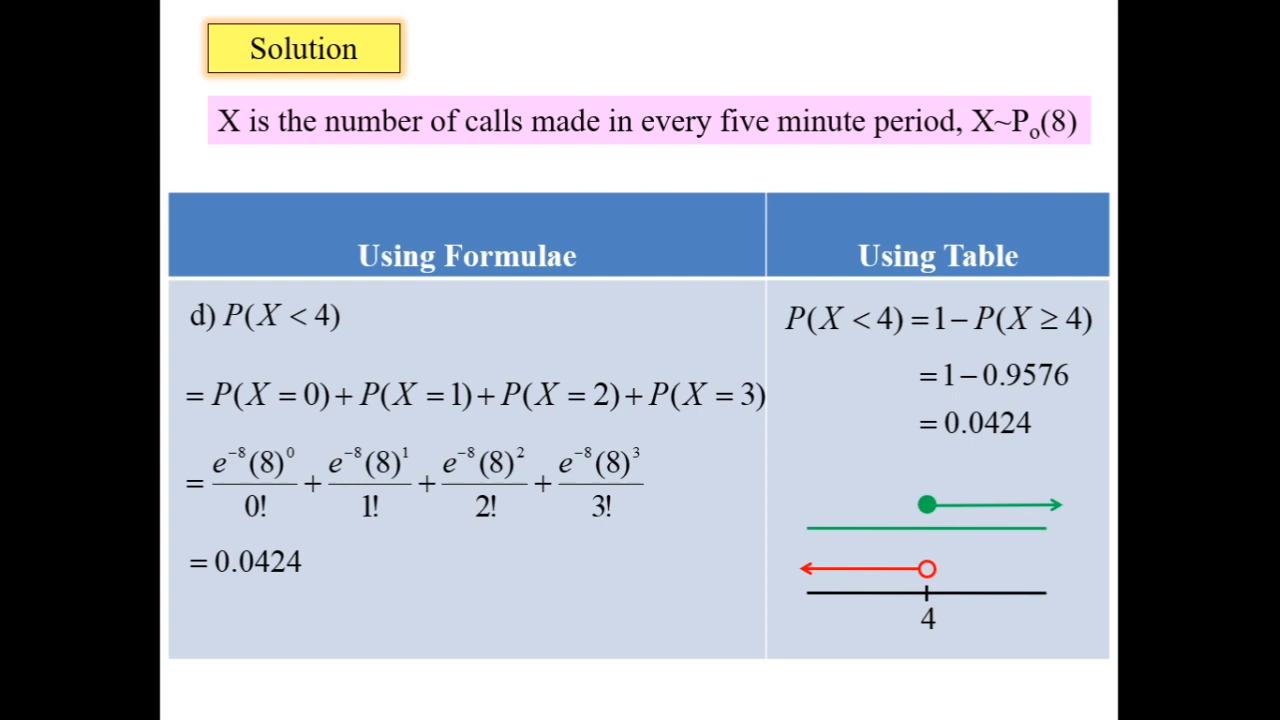 Solution
X is the number of calls made in every five minute period, X~Pₒ(8)
Using Formulae
d) P(X < 4)
= P(X = 0) + P(X = 1) + P(X = 2) + P(X = 3)
= e⁻⁸(8)⁰/0! + e⁻⁸(8)¹/1! + e⁻⁸(8)²/2! + e⁻⁸(8)³/3!
= 0.0424
Using Table
P(X < 4) = 1 − P(X ≥ 4)
= 1 − 0.9576
= 0.0424
4